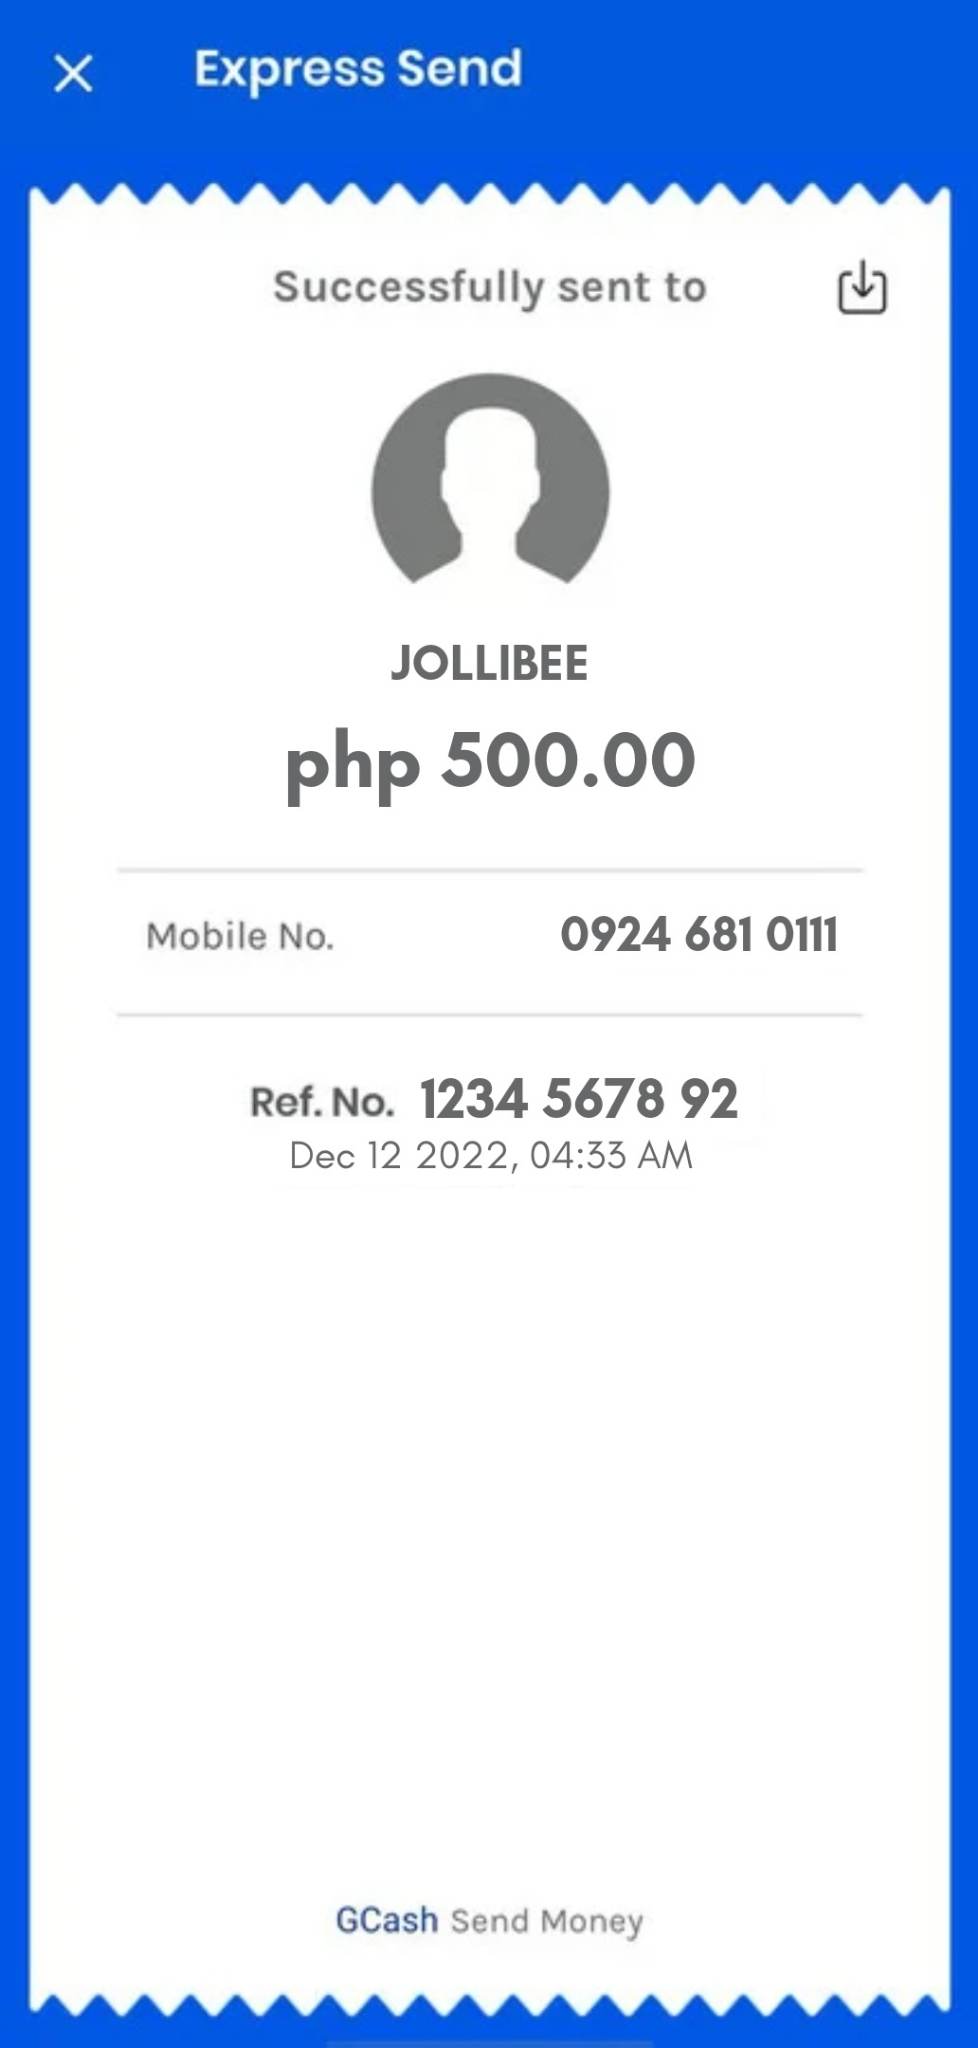 Express Send
Successfully sent to
JOLLIBEE
php 500.00
Mobile No. 0924 681 0111
Ref. No. 1234 5678 92
Dec 12 2022, 04:33 AM
GCash Send Money